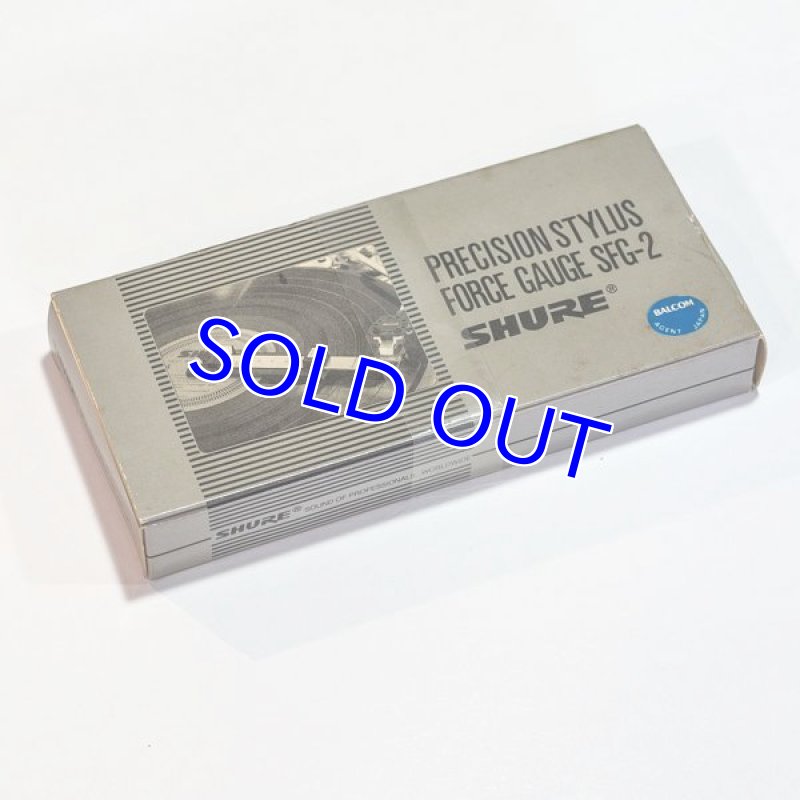 PRECISION STYLUS
FORCE GAUGE SFG-2
SHURE®
BALCOM
AGENT JAPAN
SOLD OUT
SHURE® SOUND OF PROFESSIONALS WORLDWIDE